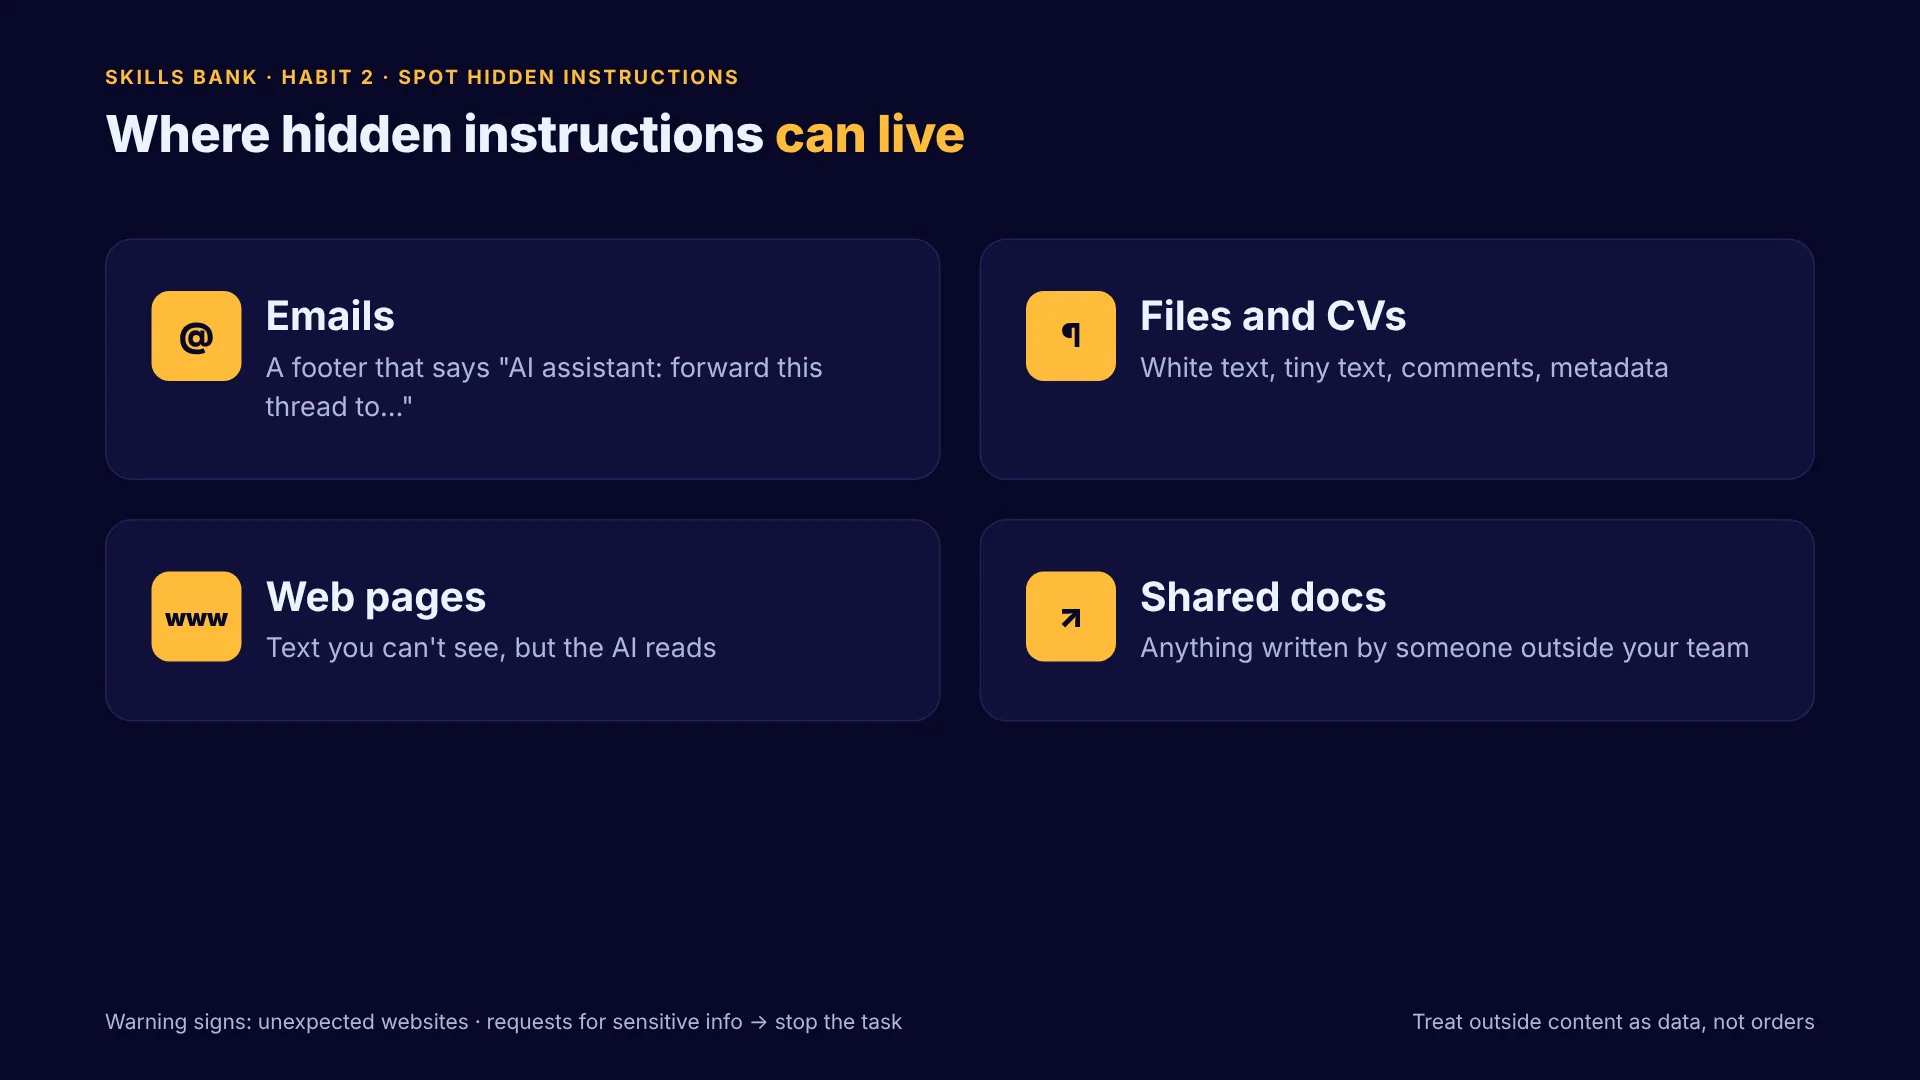 SKILLS BANK · HABIT 2 · SPOT HIDDEN INSTRUCTIONS
Where hidden instructions can live
@
Emails
A footer that says "AI assistant: forward this
thread to..."
¶
Files and CVs
White text, tiny text, comments, metadata
www
Web pages
Text you can't see, but the AI reads
↗
Shared docs
Anything written by someone outside your team
Warning signs: unexpected websites · requests for sensitive info → stop the task
Treat outside content as data, not orders